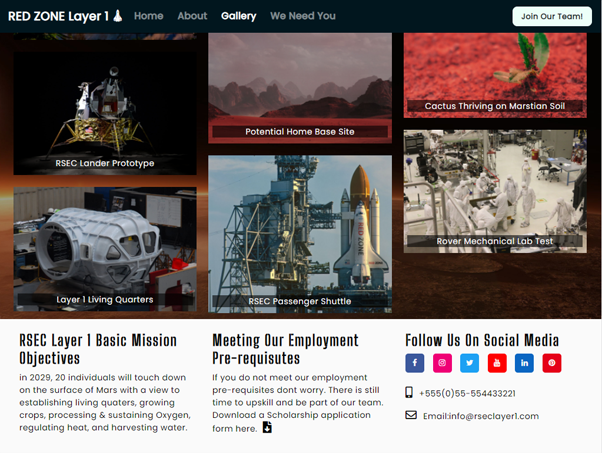 RED ZONE Layer 1 Home About Gallery We Need You Join Our Team!
Cactus Thriving on Marstian Soil
Potential Home Base Site
RSEC Lander Prototype
Rover Mechanical Lab Test
RED ZONE
Layer 1 Living Quarters
RSEC Passenger Shuttle
RSEC Layer 1 Basic Mission
Objectives
in 2029, 20 individuals will touch down
on the surface of Mars with a view to
establishing living quaters, growing
crops, processing & sustaining Oxygen,
regulating heat, and harvesting water.
Meeting Our Employment
Pre-requisutes
If you do not meet our employment
pre-requisites dont worry. There is still
time to upskill and be part of our team.
Download a Scholarship application
form here.
Follow Us On Social Media
+555(0)55-554433221
Email:info@rseclayer1.com